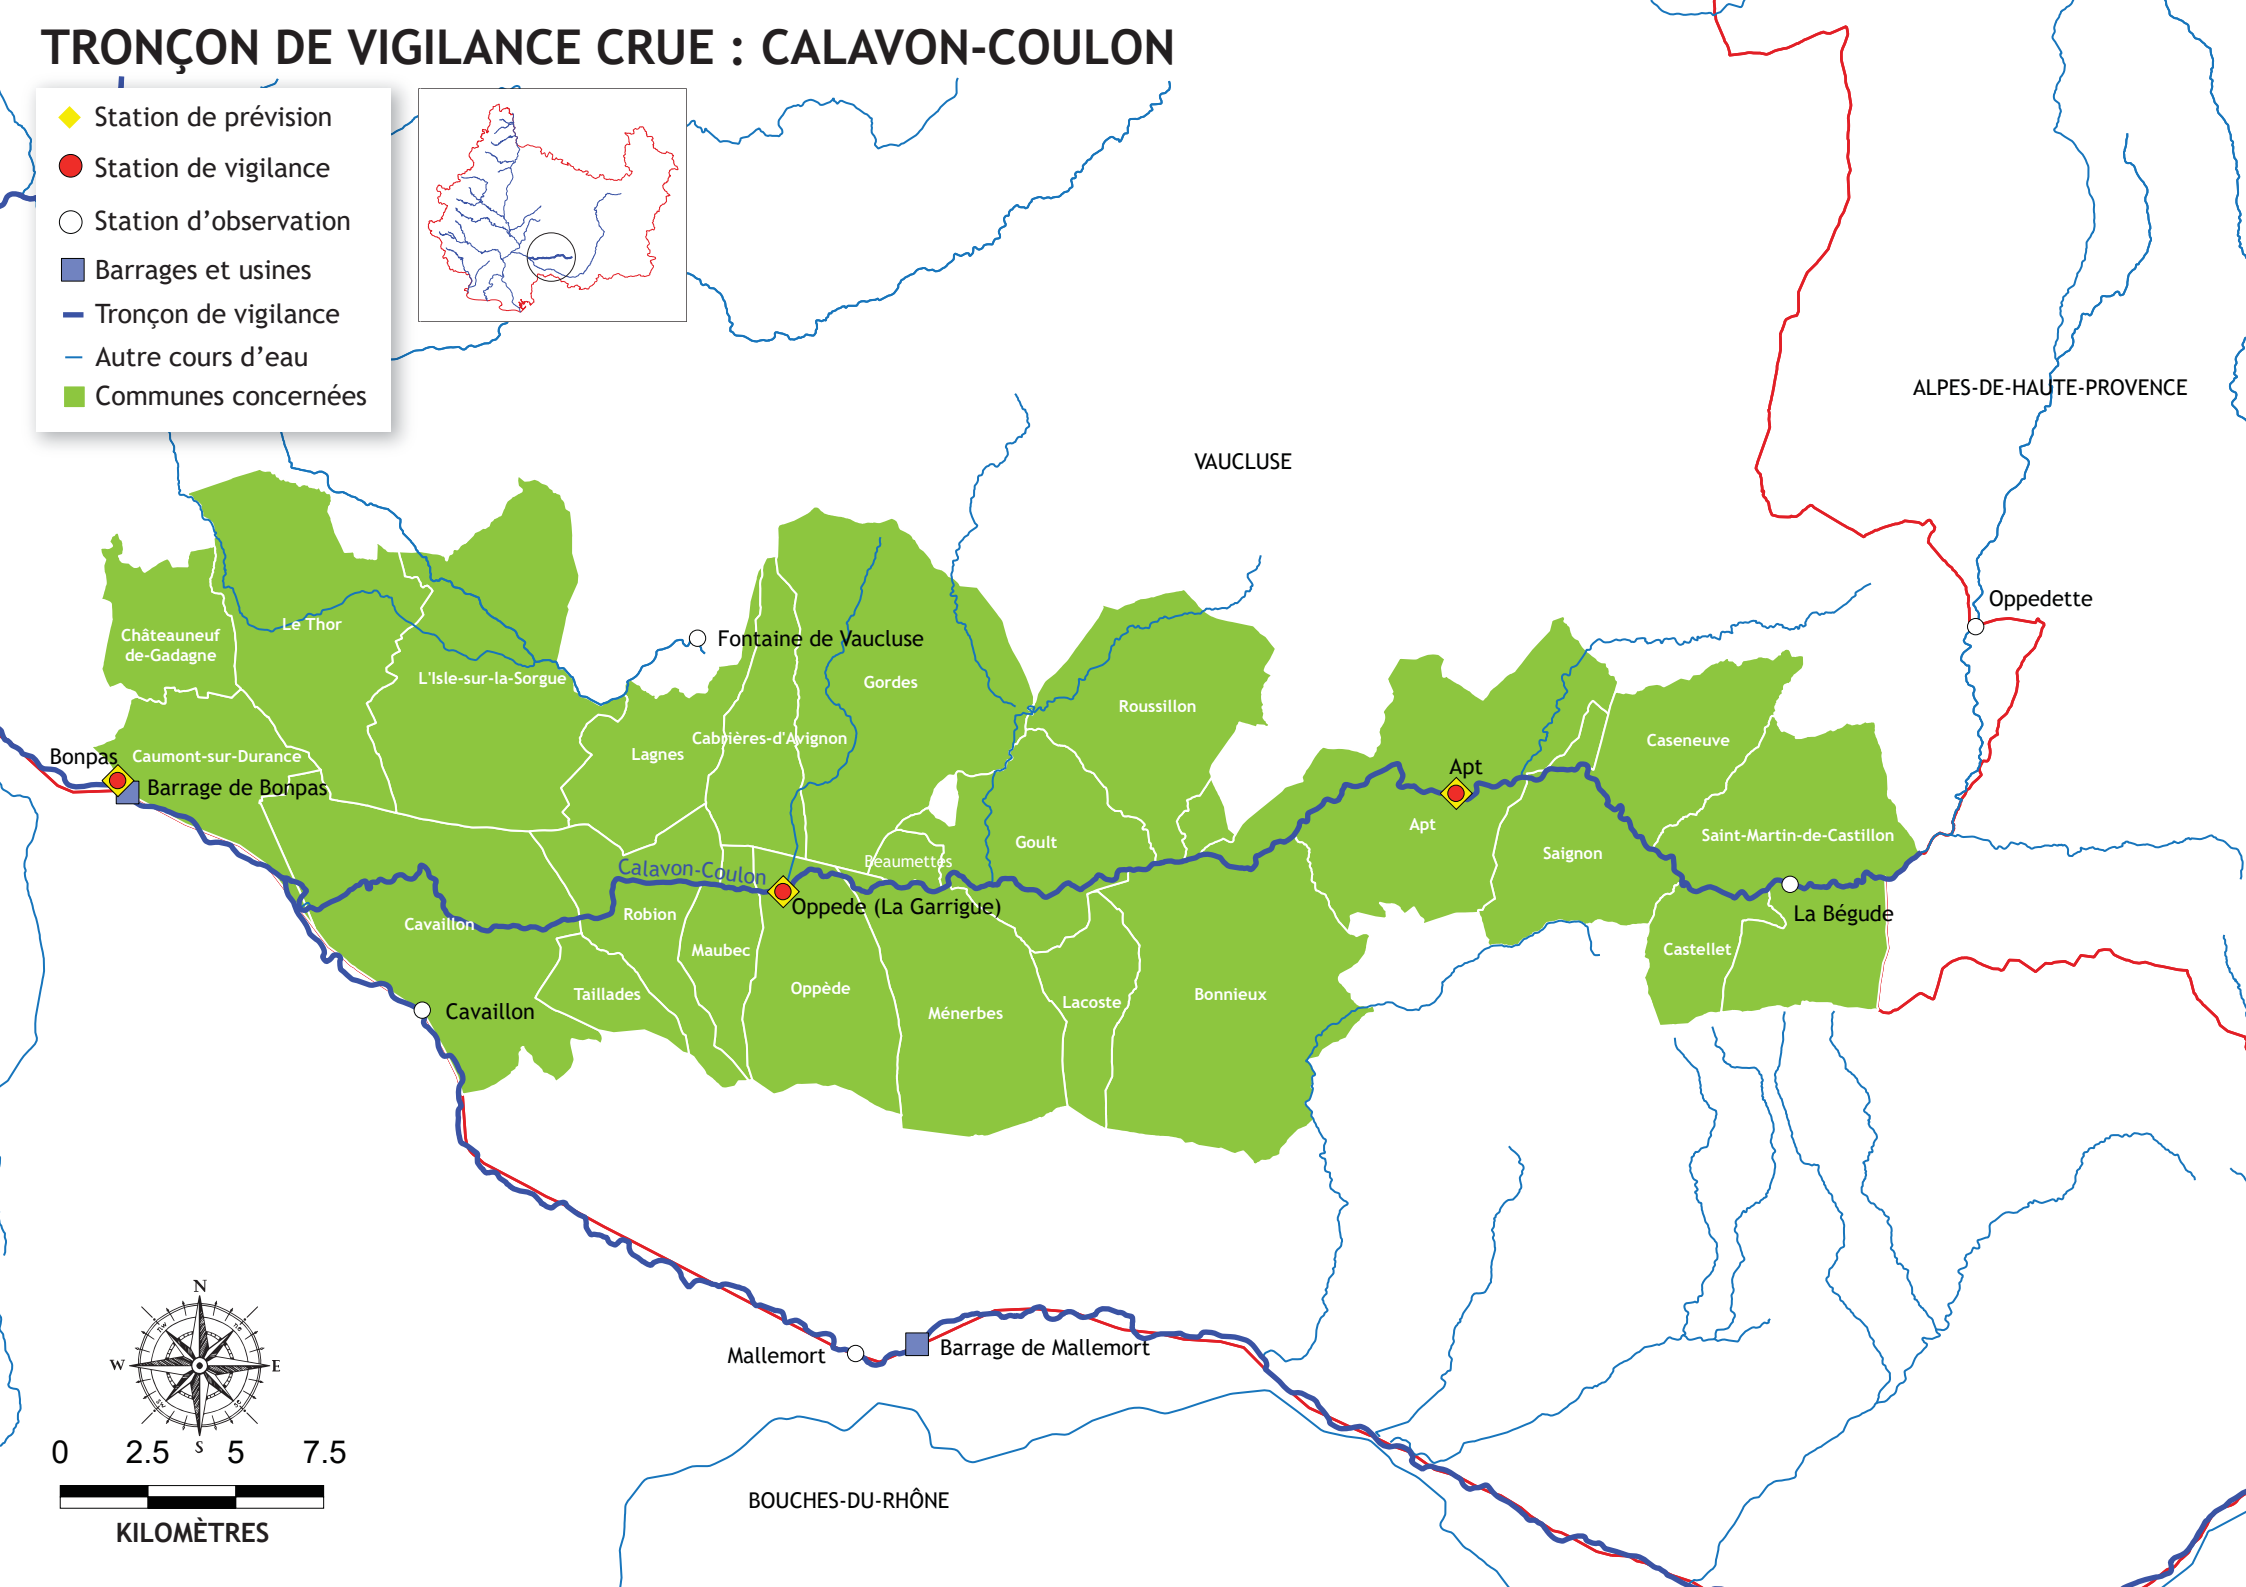 TRONÇON DE VIGILANCE CRUE : CALAVON-COULON
Station de prévision
Station de vigilance
Station d’observation
Barrages et usines
Tronçon de vigilance
Autre cours d’eau
Communes concernées
ALPES-DE-HAUTE-PROVENCE
VAUCLUSE
Oppedette
Châteauneuf
de-Gadagne
Le Thor
Fontaine de Vaucluse
L'Isle-sur-la-Sorgue
Gordes
Roussillon
Cabrières-d'Avignon
Lagnes
Caseneuve
Bonpas
Caumont-sur-Durance
Barrage de Bonpas
Apt
Apt
Goult
Saint-Martin-de-Castillon
Saignon
Beaumettes
Calavon-Coulon
Oppede (La Garrigue)
Robion
Cavaillon
La Bégude
Maubec
Castellet
Oppède
Taillades
Lacoste
Bonnieux
Ménerbes
Cavaillon
Mallemort
Barrage de Mallemort
N
NW
NE
W
E
SW
SE
S
0 2.5 5 7.5
KILOMÈTRES
BOUCHES-DU-RHÔNE